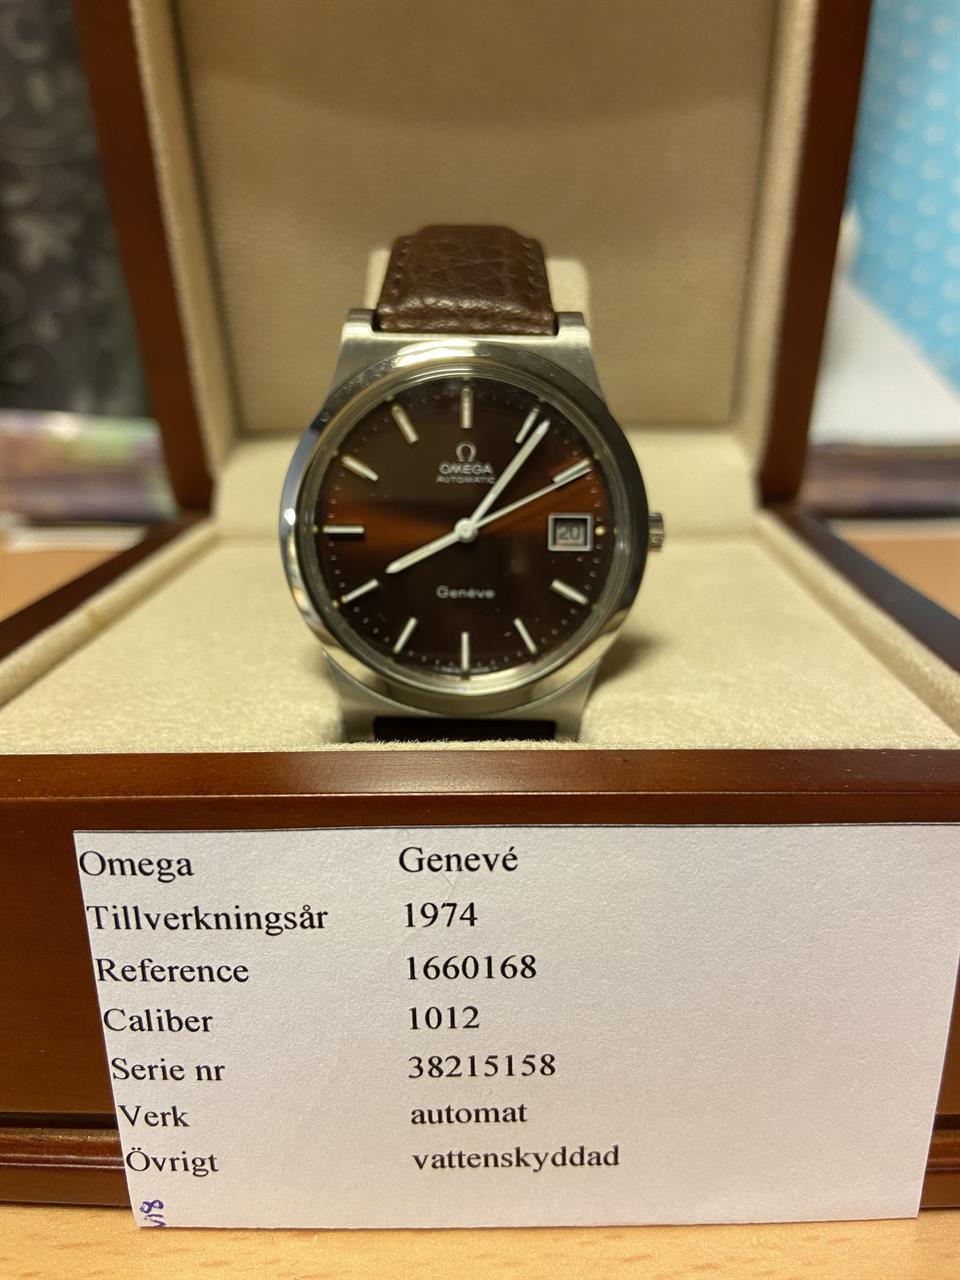 Ω
OMEGA
AUTOMATIC
20
Genève
Omega Genevé
Tillverkningsår 1974
Reference 1660168
Caliber 1012
Serie nr 38215158
Verk automat
Övrigt vattenskyddad